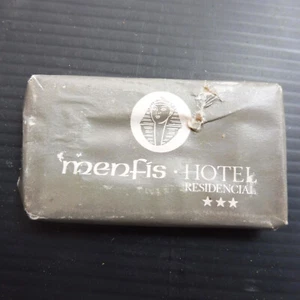 menfis · HOTEL
RESIDENCIAL
★★★